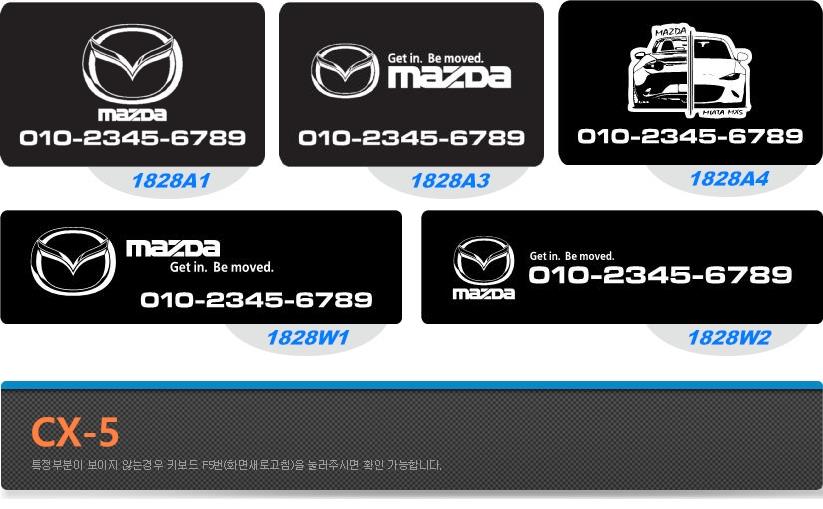 mazda
010-2345-6789
1828A1
Get in. Be moved.
mazda
010-2345-6789
1828A3
MAZDA
MIATA MX5
010-2345-6789
1828A4
mazda
Get in. Be moved.
010-2345-6789
1828W1
mazda
Get in. Be moved.
010-2345-6789
1828W2
CX-5
특정부분이 보이지 않는경우 키보드 F5번(화면새로고침)을 눌러주시면 확인 가능합니다.